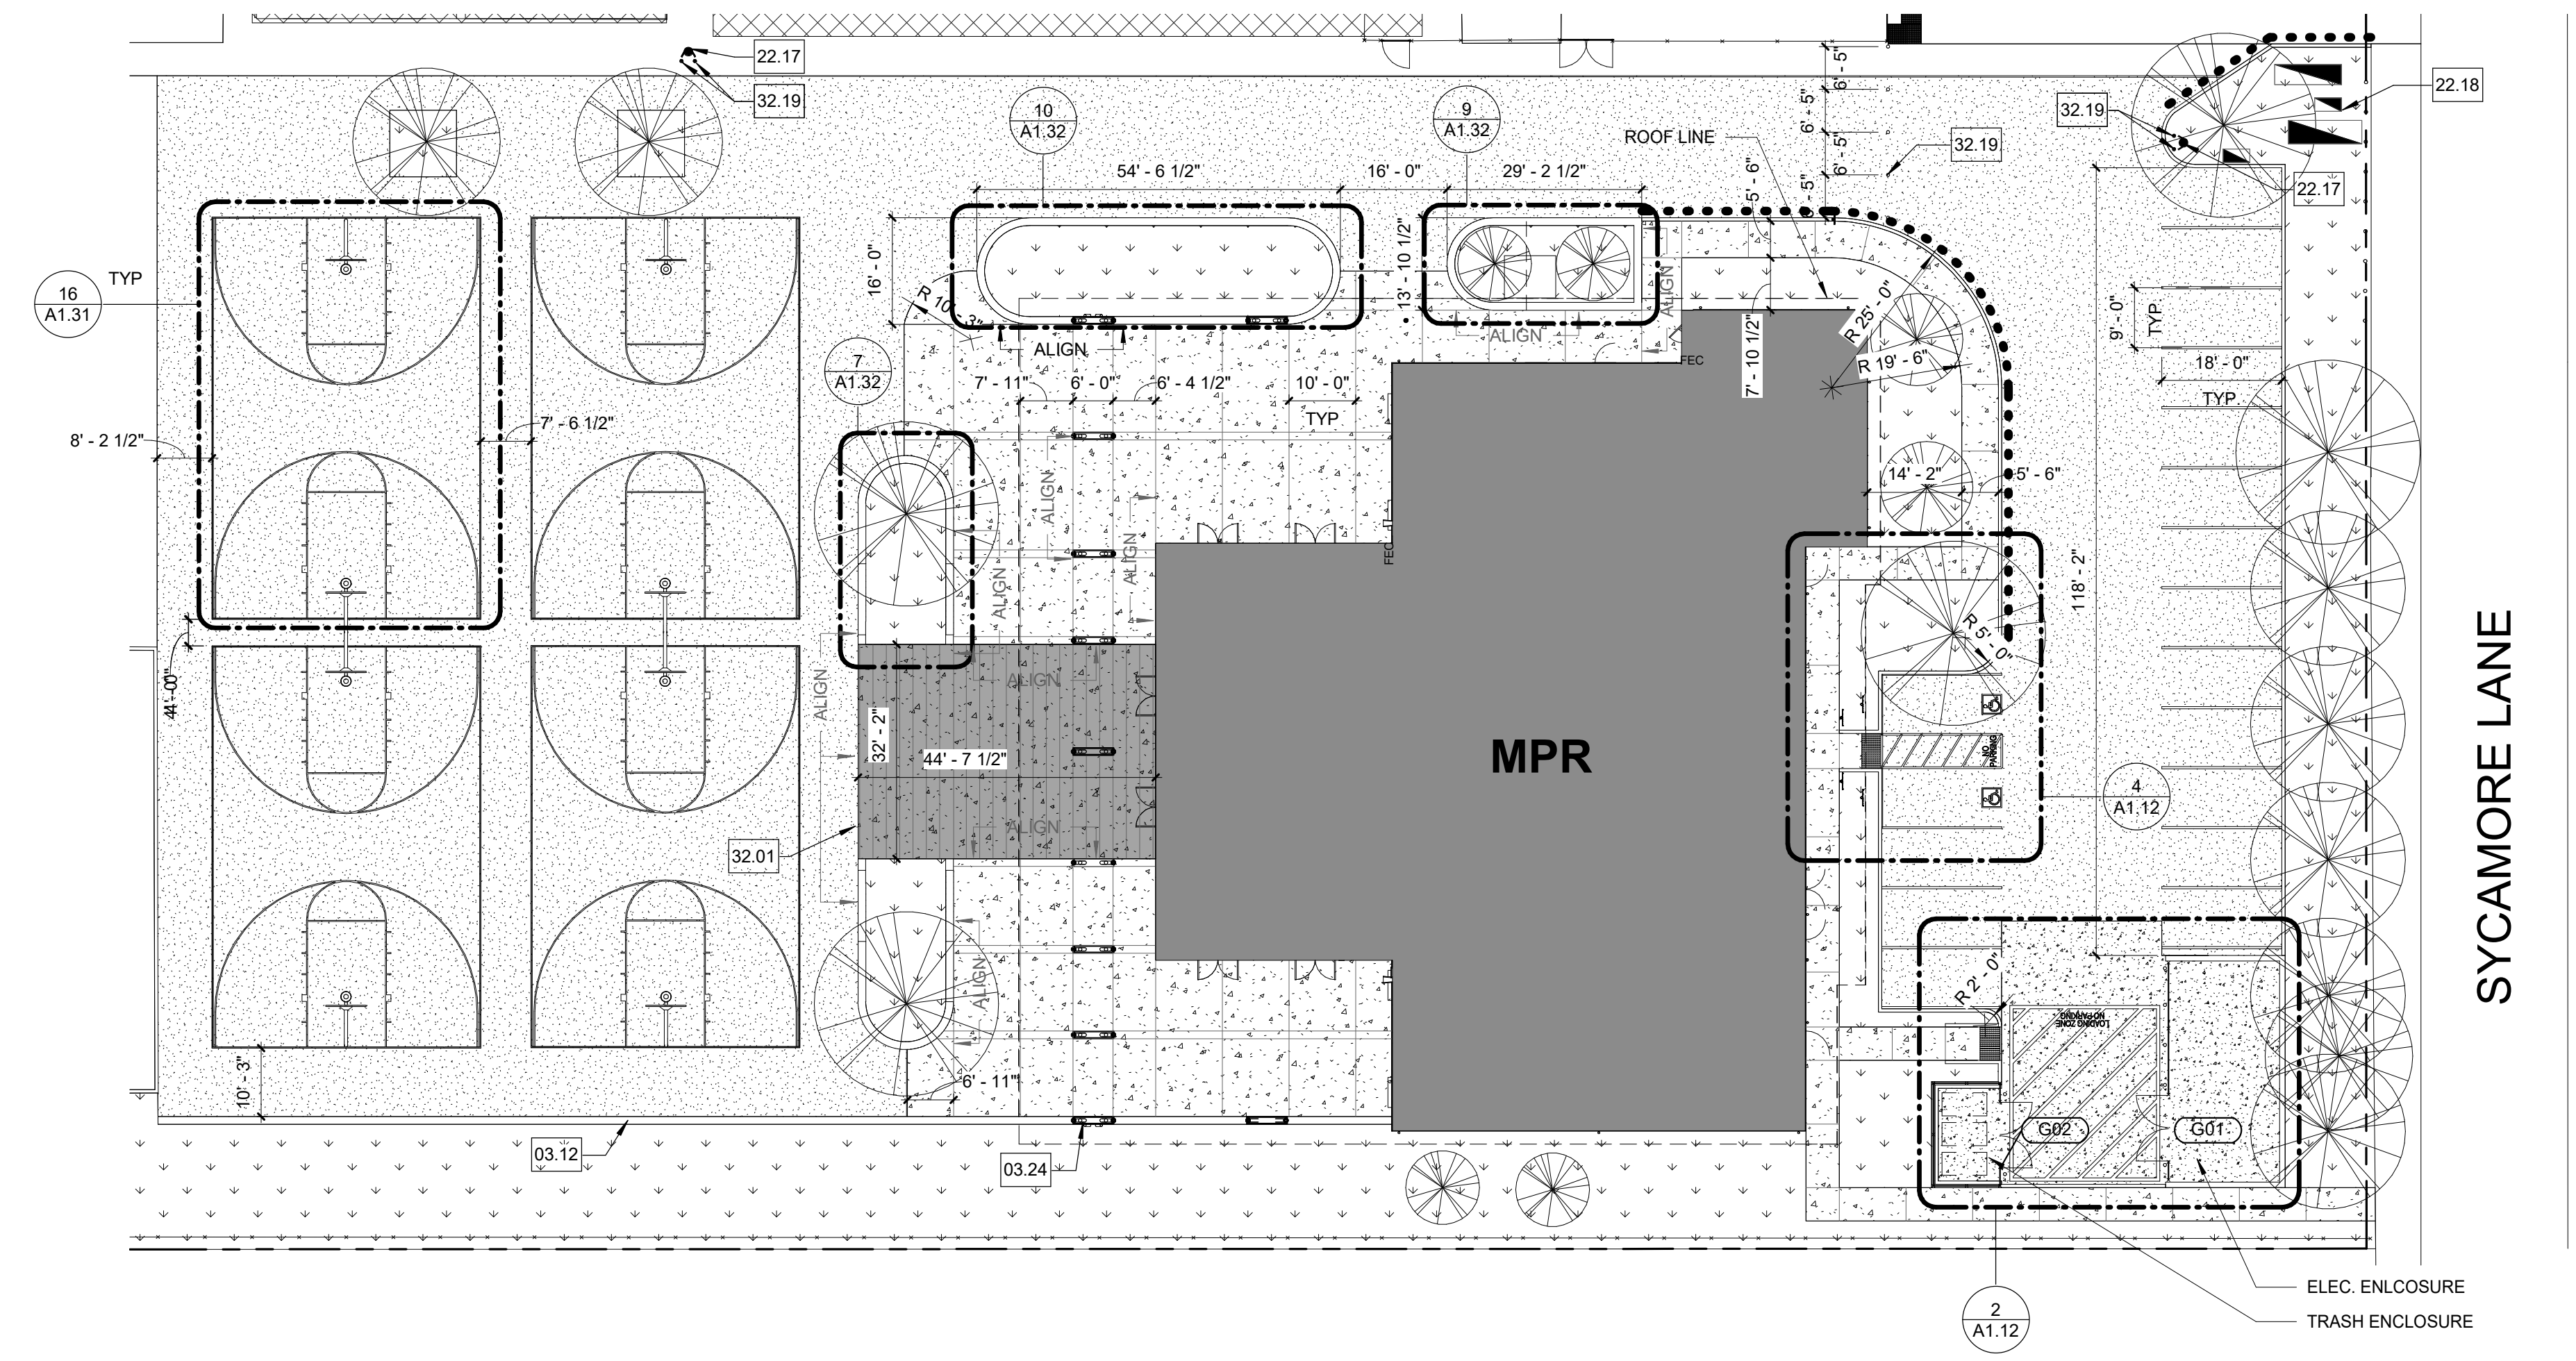 22.17
32.19
10
A1.32
9
A1.32
ROOF LINE
6' - 5"
6' - 5"
6' - 5"
32.19
32.19
22.18
22.17
54' - 6 1/2"
16' - 0"
29' - 2 1/2"
5' - 6"
16
A1.31
TYP
16' - 0"
R 10' - 3"
13' - 10 1/2"
ALIGN
ALIGN
ALIGN
FEC
7' - 10 1/2"
R 25' - 0"
R 19' - 6"
9' - 0"
TYP.
18' - 0"
TYP.
7
A1.32
7' - 11"
6' - 0"
6' - 4 1/2"
10' - 0"
TYP
8' - 2 1/2"
7' - 6 1/2"
ALIGN
ALIGN
ALIGN
FEC
14' - 2"
5' - 6"
118' - 2"
R 5' - 0"
ALIGN
ALIGN
32' - 2"
44' - 7 1/2"
MPR
NO
PARKING
4
A1.12
SYCAMORE LANE
ALIGN
32.01
ALIGN
R 2' - 0"
LOADING ZONE
NO PARKING
10' - 3"
6' - 11"
G02
G01
03.12
03.24
ELEC. ENLCOSURE
2
A1.12
TRASH ENCLOSURE